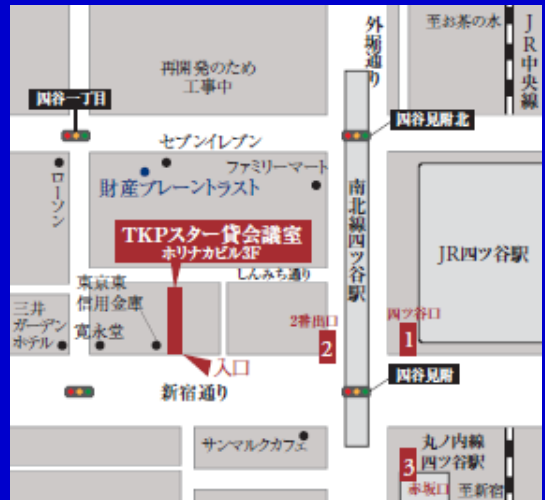 至お茶の水
JR中央線
外堀通り
再開発のため
工事中
四谷一丁目
四谷見附北
セブンイレブン
ファミリーマート
ローソン
財産ブレーントラスト
南北線四ツ谷駅
TKPスター貸会議室
ホリナカビル3F
JR四ツ谷駅
しんみち通り
東京東
信用金庫
三井
ガーデン
ホテル
寛永堂
2番出口
2
四ツ谷口
1
入口
新宿通り
四谷見附
サンマルクカフェ
丸ノ内線
四ツ谷駅
3
赤坂口
至新宿